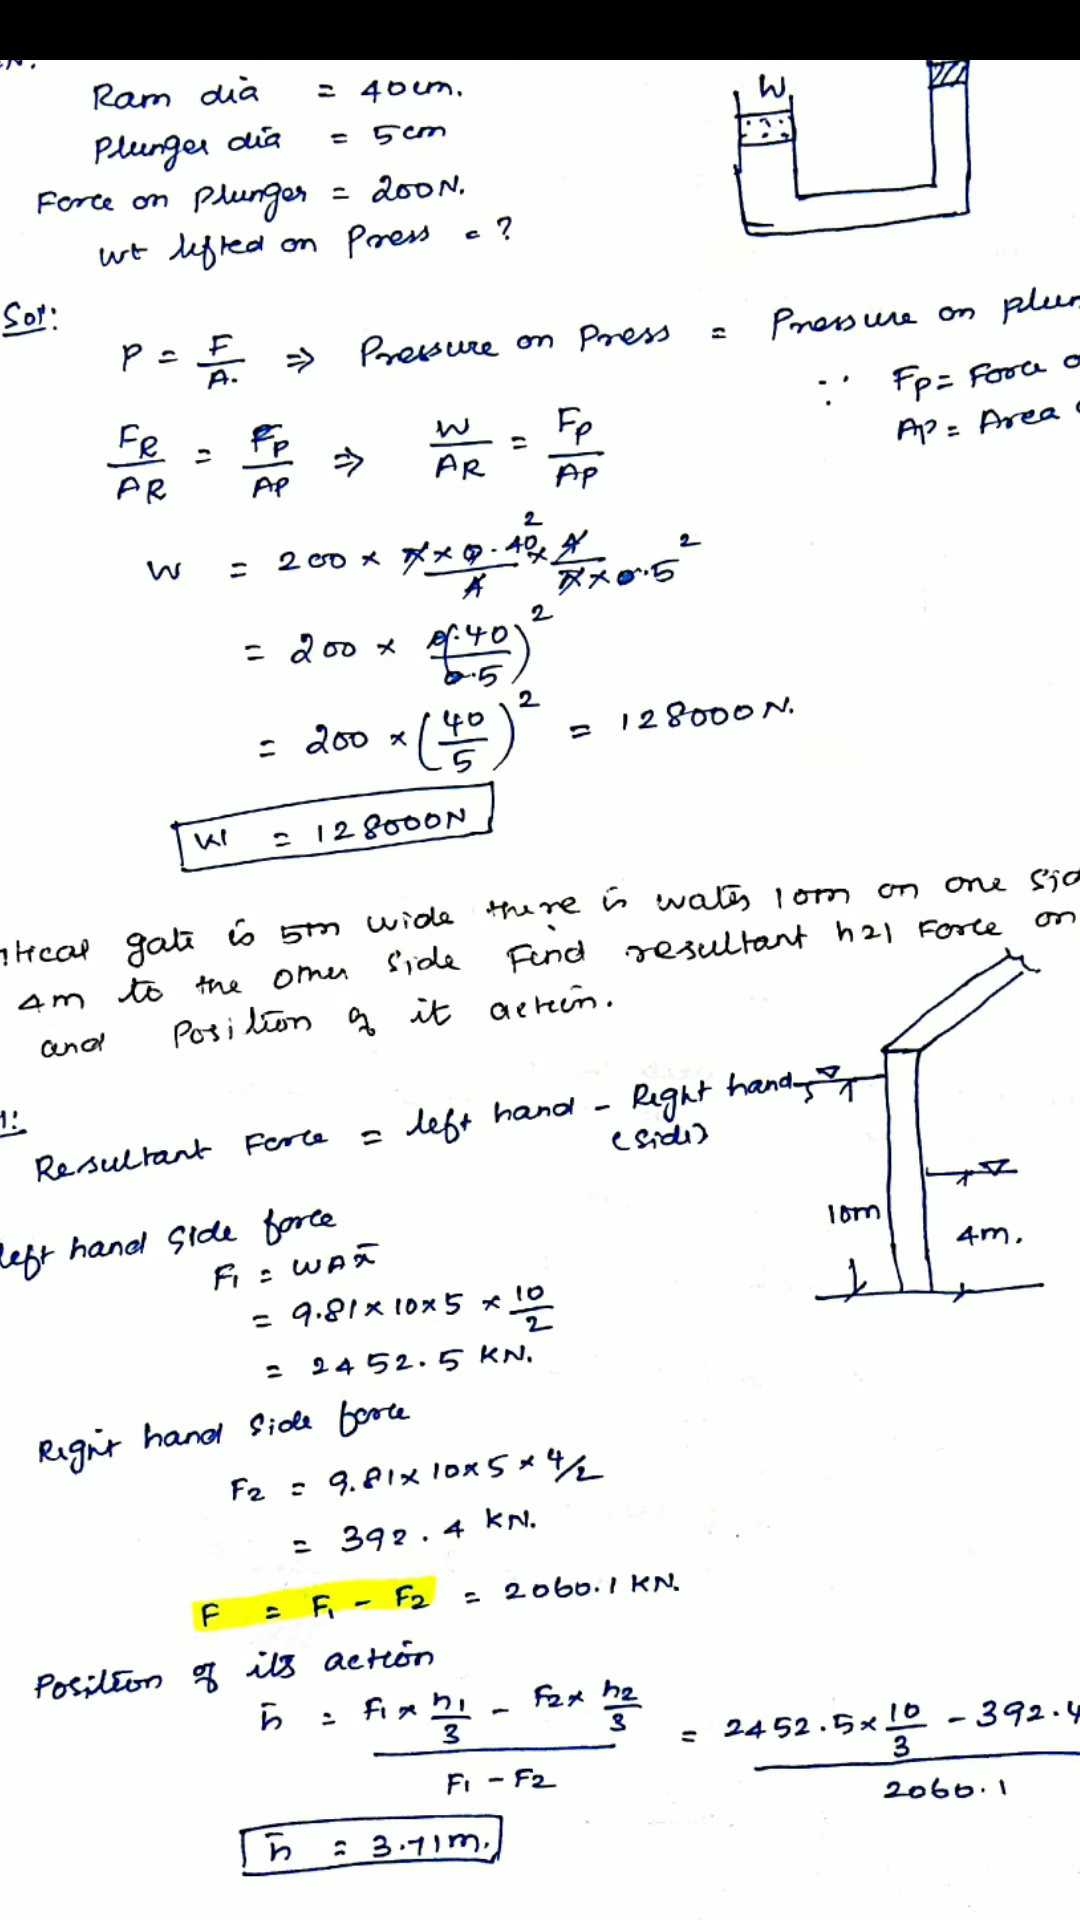 N.
Ram dia = 40cm.
W
Plunger dia = 5cm
Force on Plunger = 200N.
Wt lifted on Press = ?
Sol:
P = F/A. ⇒ Pressure on Press = Pressure on plun
∵ Fp = Force o
FR/AR = Fp/AP ⇒ W/AR = Fp/AP
Ap = Area
W = 200 × π×0.40²/4 × 4/π×0.5²
= 200 × (0.40/0.5)²
= 200 × (40/5)² = 128000N.
W = 128000N
tical gate is 5m wide there is water 10m on one sid
4m to the other side Find resultant hzl Force on
and Position of it action.
1:
Resultant Force = left hand - Right hand
(side)
left hand side force
10m
4m.
F1 = WAx̄
= 9.81×10×5 × 10/2
= 2452.5 KN.
Right hand side force
F2 = 9.81×10×5×4/2
= 392.4 KN.
F = F1 - F2 = 2060.1 KN.
Position of its action
h̄ = F1×h1/3 - F2×h2/3 / F1-F2 = 2452.5×10/3 - 392.4 / 2060.1
h̄ = 3.71m.